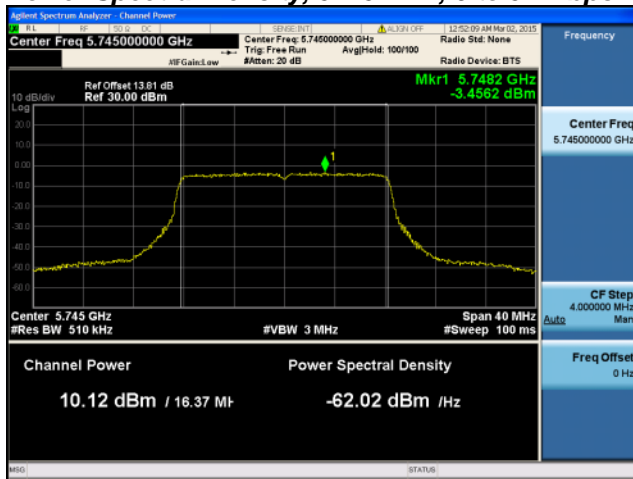 Agilent Spectrum Analyzer - Channel Power
RL RF 50 Ω DC SENSE:INT ALIGN OFF 12:52:09 AM Mar 02, 2015
Center Freq 5.745000000 GHz
Center Freq: 5.745000000 GHz
Radio Std: None
Trig: Free Run Avg|Hold: 100/100
#IFGain:Low #Atten: 20 dB Radio Device: BTS
Frequency
Mkr1 5.7482 GHz
-3.4562 dBm
Ref Offset 13.81 dB
10 dB/div Ref 30.00 dBm
Log
20.0
10.0
0.00
-10.0
-20.0
-30.0
-40.0
-50.0
-60.0
1
Center 5.745 GHz Span 40 MHz
#Res BW 510 kHz #VBW 3 MHz #Sweep 100 ms
Channel Power Power Spectral Density
10.12 dBm / 16.37 MH -62.02 dBm /Hz
Center Freq
5.745000000 GHz
CF Step
4.000000 MHz
Auto Man
Freq Offset
0 Hz
MSG STATUS